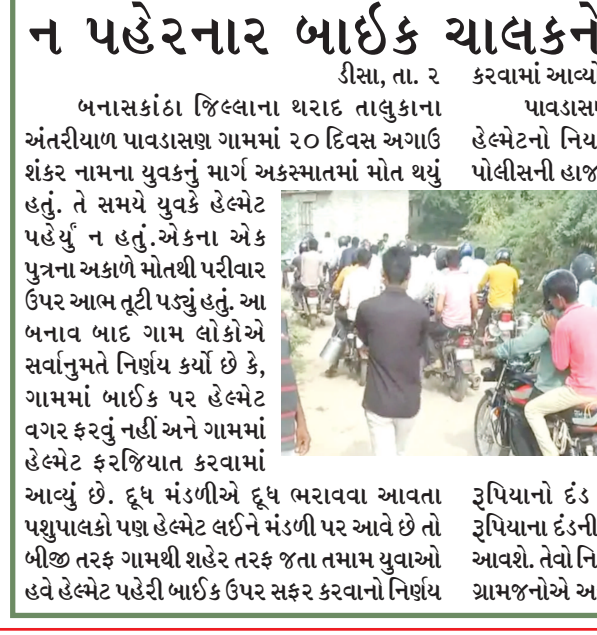 ન પહેરનાર બાઈક ચાલકને
ડીસા, તા. ૨
બનાસકાંઠા જિલ્લાના થરાદ તાલુકાના
અંતરીયાળ પાવડાસણ ગામમાં ૨૦ દિવસ અગાઉ
શંકર નામના યુવકનું માર્ગ અકસ્માતમાં મોત થયું
હતું. તે સમયે યુવકે હેલ્મેટ
પહેર્યું ન હતું.એકના એક
પુત્રના અકાળે મોતથી પરીવાર
ઉપર આભ તૂટી પડ્યું હતું. આ
બનાવ બાદ ગામ લોકોએ
સર્વાનુમતે નિર્ણય કર્યો છે કે,
ગામમાં બાઈક પર હેલ્મેટ
વગર ફરવું નહીં અને ગામમાં
હેલ્મેટ ફરજિયાત કરવામાં
આવ્યું છે. દૂધ મંડળીએ દૂધ ભરાવવા આવતા
પશુપાલકો પણ હેલ્મેટ લઈને મંડળી પર આવે છે તો
બીજી તરફ ગામથી શહેર તરફ જતા તમામ યુવાઓ
હવે હેલ્મેટ પહેરી બાઈક ઉપર સફર કરવાનો નિર્ણય
કરવામાં આવ્યો
પાવડાસણ
હેલ્મેટનો નિય
પોલીસની હાજ
રૂપિયાનો દંડ
રૂપિયાના દંડની
આવશે. તેવો નિ
ગ્રામજનોએ અ